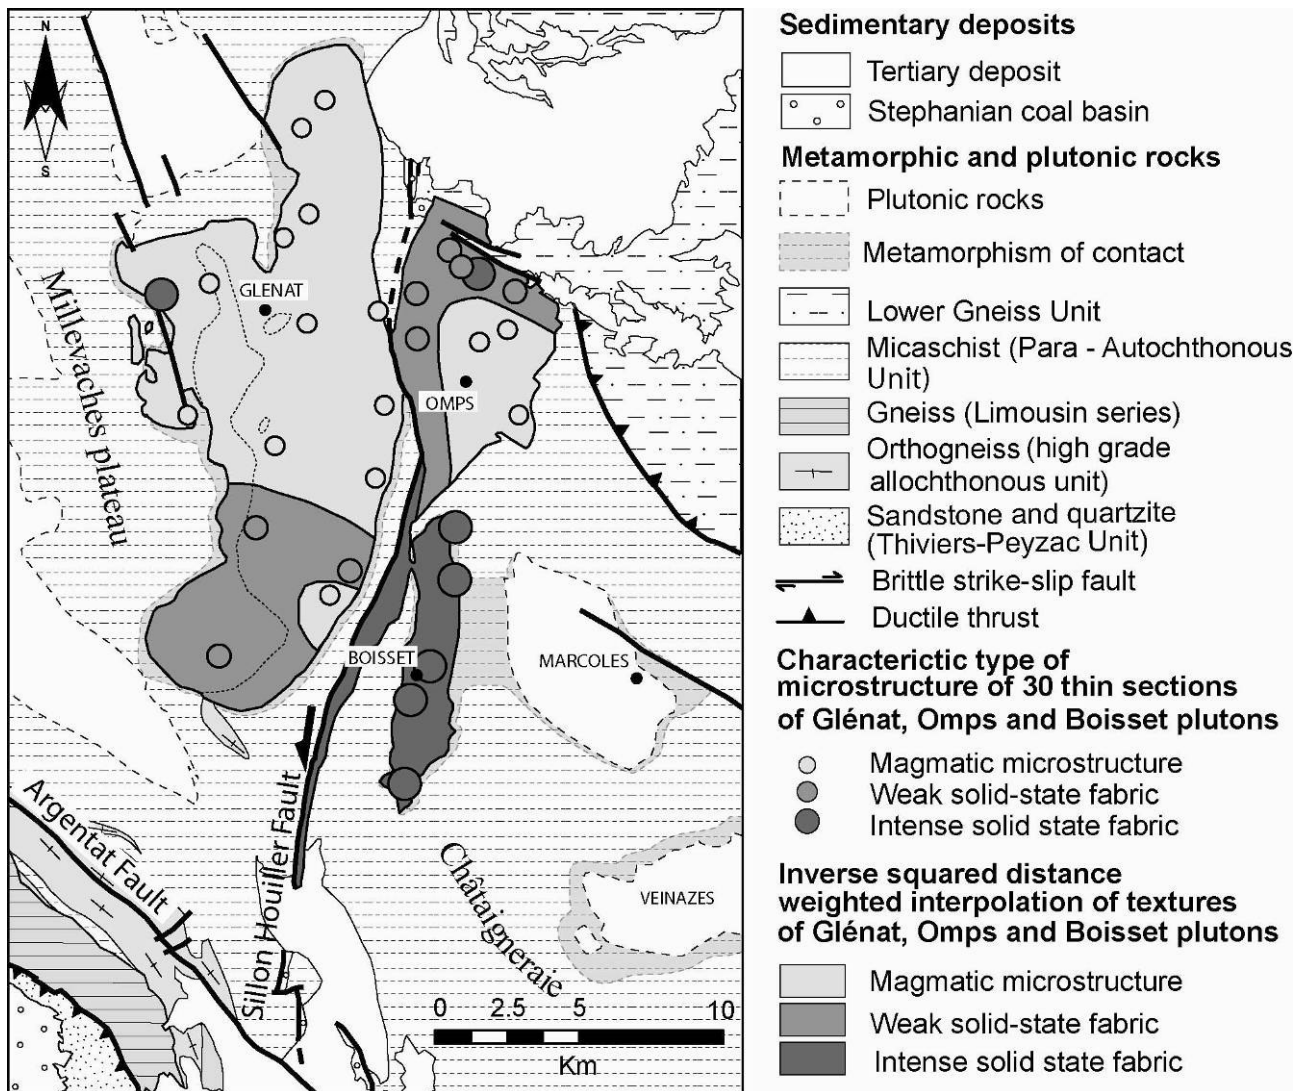 N
S
GLENAT
Millevaches plateau
OMPS
BOISSET
MARCOLES
Argentat Fault
Sillon Houiller Fault
Châtaigneraie
VEINAZES
0 2.5 5 10
Km
Sedimentary deposits
Tertiary deposit
Stephanian coal basin
Metamorphic and plutonic rocks
Plutonic rocks
Metamorphism of contact
Lower Gneiss Unit
Micaschist (Para - Autochthonous
Unit)
Gneiss (Limousin series)
Orthogneiss (high grade
allochthonous unit)
Sandstone and quartzite
(Thiviers-Peyzac Unit)
Brittle strike-slip fault
Ductile thrust
Characterictic type of
microstructure of 30 thin sections
of Glénat, Omps and Boisset plutons
Magmatic microstructure
Weak solid-state fabric
Intense solid state fabric
Inverse squared distance
weighted interpolation of textures
of Glénat, Omps and Boisset plutons
Magmatic microstructure
Weak solid-state fabric
Intense solid state fabric